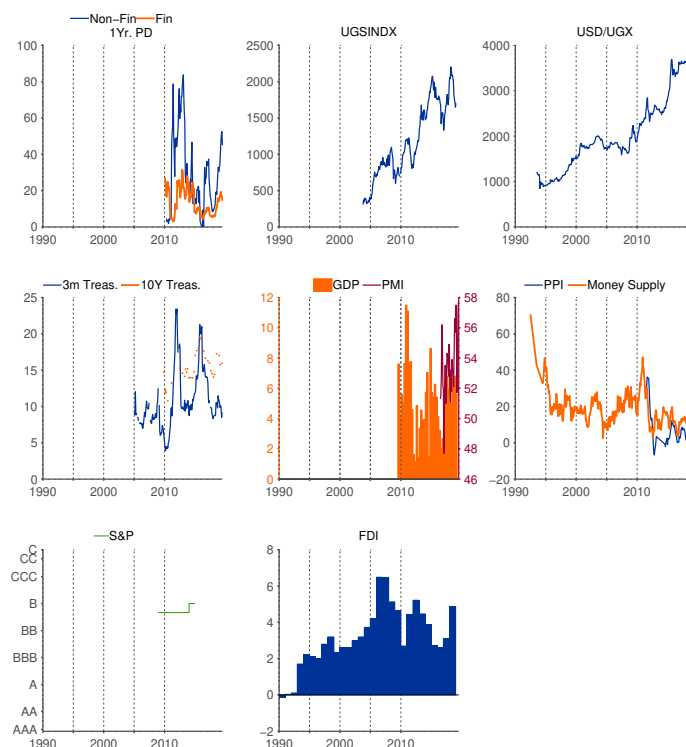 Non−Fin Fin
1Yr. PD
UGSINDX
USD/UGX
100
80
60
40
20
0
1990 2000 2010
2500
2000
1500
1000
500
0
1990 2000 2010
4000
3000
2000
1000
0
1990 2000 2010
3m Treas. 10Y Treas.
GDP PMI
PPI Money Supply
25
20
15
10
5
0
1990 2000 2010
12
10
8
6
4
2
0
58
56
54
52
50
48
46
1990 2000 2010
80
60
40
20
0
−20
1990 2000 2010
S&P
FDI
C
CC
CCC
B
BB
BBB
A
AA
AAA
1990 2000 2010
8
6
4
2
0
−2
1990 2000 2010